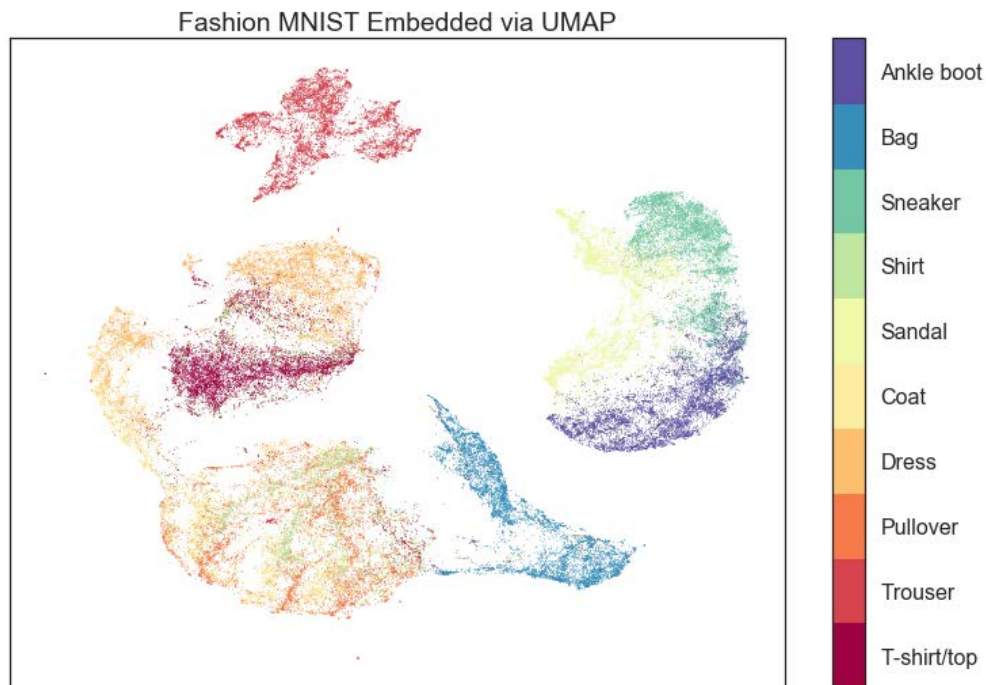 Fashion MNIST Embedded via UMAP
Ankle boot
Bag
Sneaker
Shirt
Sandal
Coat
Dress
Pullover
Trouser
T-shirt/top